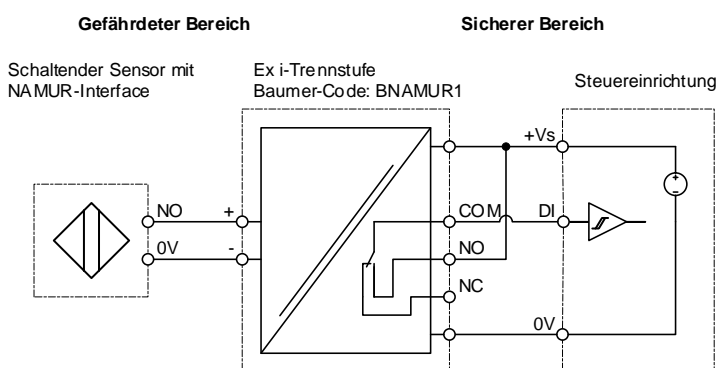 Gefährdeter Bereich
Sicherer Bereich
Schaltender Sensor mit
NAMUR-Interface
Ex i-Trennstufe
Baumer-Code: BNAMUR1
Steuereinrichtung
+Vs
NO
+
COM
DI
0V
-
NO
NC
0V